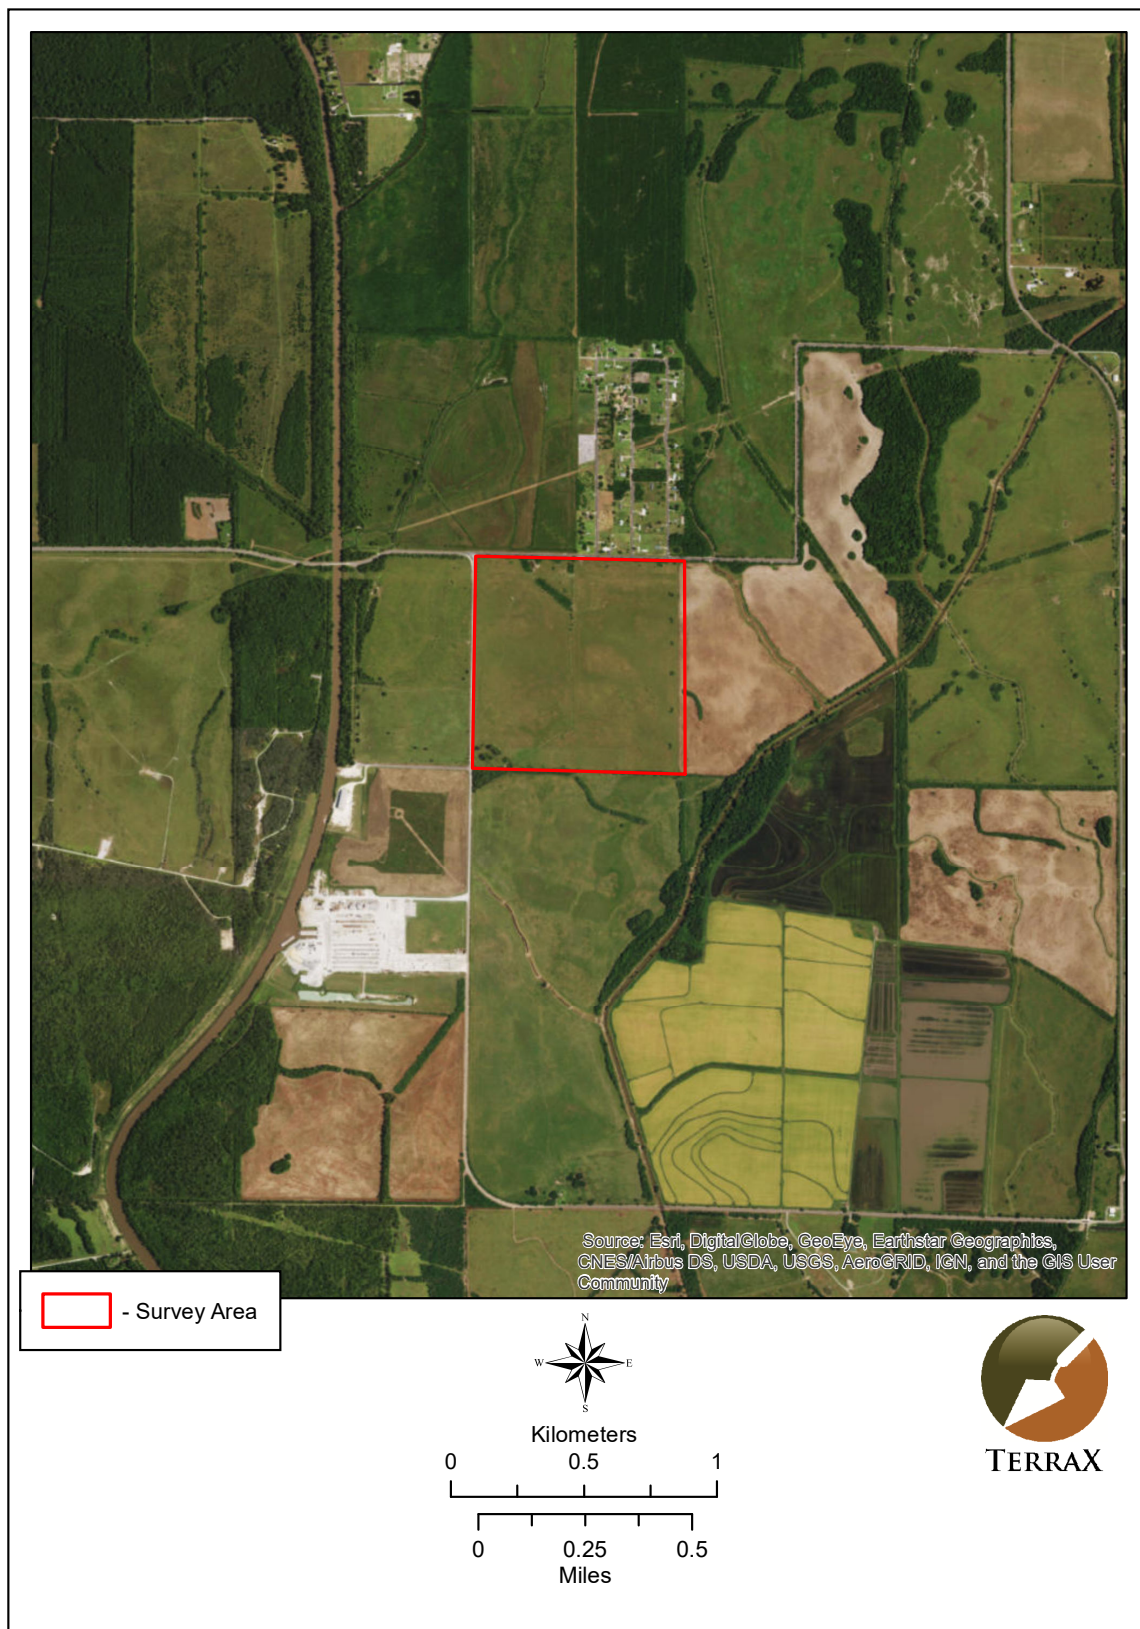 Source: Esri, DigitalGlobe, GeoEye, Earthstar Geographics,
CNES/Airbus DS, USDA, USGS, AeroGRID, IGN, and the GIS User
Community
- Survey Area
N
W E
S
Kilometers
0 0.5 1
0 0.25 0.5
Miles
TERRAX